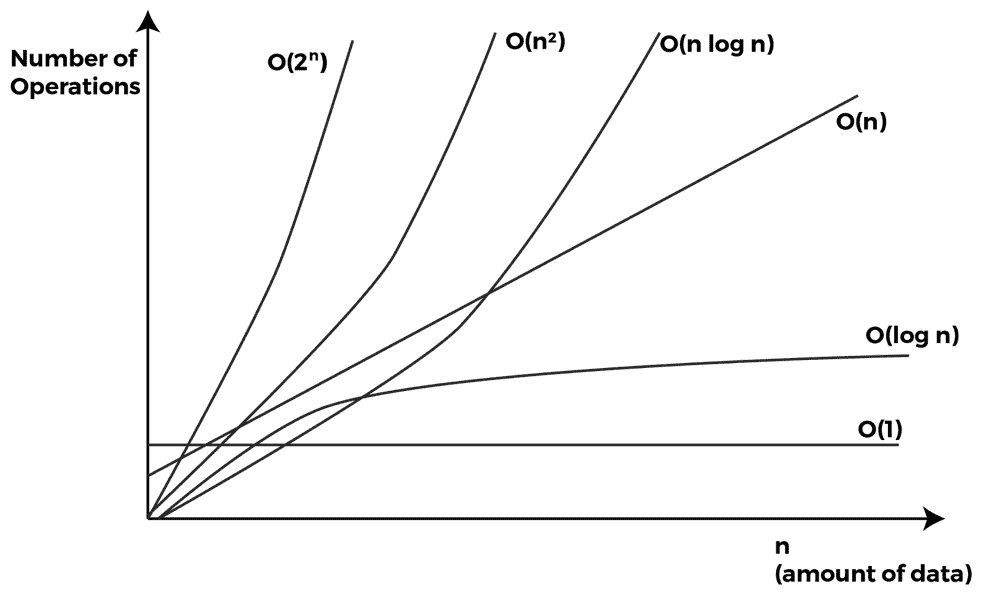 Number of
Operations
O(2ⁿ)
O(n²)
O(n log n)
O(n)
O(log n)
O(1)
n
(amount of data)